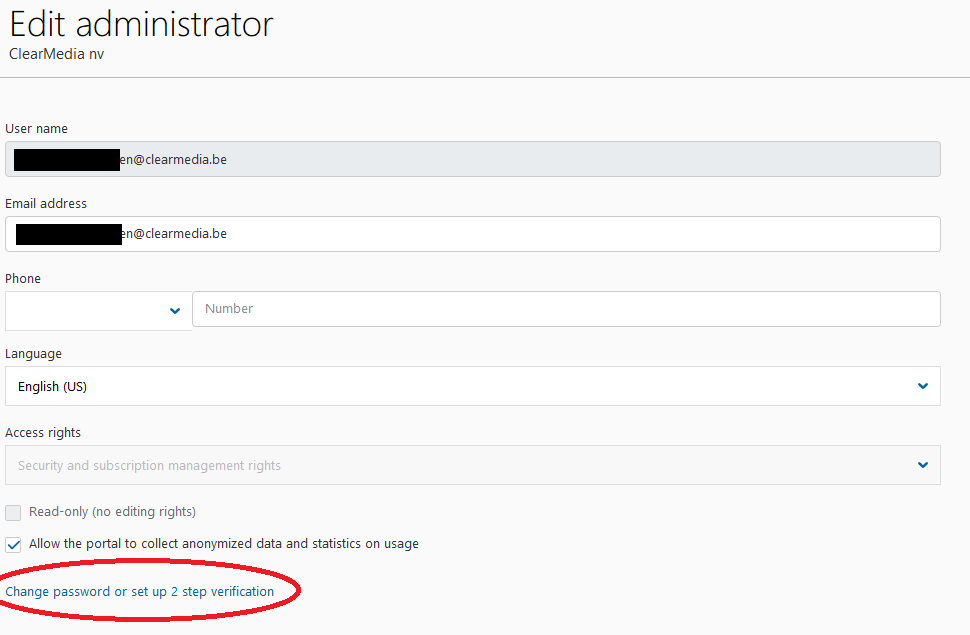 Edit administrator
ClearMedia nv
User name
en@clearmedia.be
Email address
en@clearmedia.be
Phone
Number
Language
English (US)
Access rights
Security and subscription management rights
Read-only (no editing rights)
Allow the portal to collect anonymized data and statistics on usage
Change password or set up 2 step verification